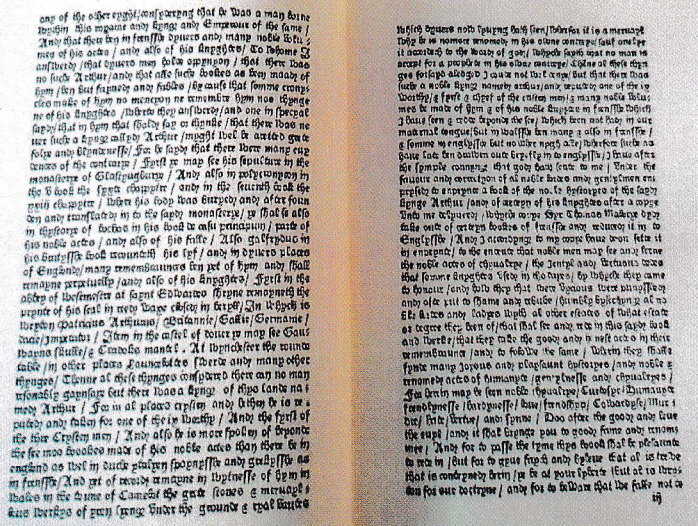 ony of the other eyght / consyderyng that he was a man borne
wythin this royame and kynge and Emperour of the same /
And that there ben in frensshe dyuers and many noble volu/
mes of his actes / and also of his knyghtes / To whome I
ansuerd / that dyuers men holde oppynyon / that there was
no suche Arthur / and that alle suche bookes as been maad of
hym / ben but fayned and fables / by cause that somme cronyc
cles make of hym no mencyon ne remembre hym noo thynge
ne of his knyghtes / wherto they answerd / and one in specyal
sayd / that in hym that shold say or thynke / that there was ne
uer suche a kyng callyd Arthur / myght wel be aretted grete
folye and blyndenesse / For he sayd that there were many euy
dences of the contrarye / Fyrst ye may see his sepulture in the
monasterye of Glastyngburye / And also in polycronycon in
the v book the syxte chappytre / and in the seuenth book the
xxiij chappytre / where his body was buryed and after foun
den and translated in to the sayd monasterye / ye shal se also
in thystorye of bochas in his book de casu principum / parte of
his noble actes / and also of his falle / Also galfrydus in
his brutysshe book recounteth his lyf / and in dyuers places
of Englond / many remembraunces ben yet of hym and shall
remayne perpetuelly / and also of his knyghtes / Fyrst in the
abbey of westmestre at saynt Edwardes shryne remayneth the
prynte of his seal in reed waxe closid in beryll / In whych is
wryton Patricius Arthurus / Britannie / Gallie / Germanie /
dacie / Imperator / Item in the castel of douer ye may see Gau/
wayns skulle / & Cradoks mantel . At wynchester the rounde
table / in other places Launcelottes swerde and many other
thynges / Thenne al these thynges consydered there can no man
resonably gaynsaye but there was a kyng of thys lande na/
med Arthur / For in al places crysten and hethen he is re/
puted and taken for one of the ix worthy / And the fyrst of
the thre Crysten men / And also he is more spoken of beyonde
the see moo bookes made of his noble actes than there be in
englond as wel in duche ytalyen spaynysshe and grekysshe as
in frensshe / And yet of record remayne in wytnesse of hym in
wales in the toune of Camelot the grete stones & meruayl/
lous werkys of yron lyeng vnder the grounde & ryal vautes
which dyuers now lyuyng hath seen / wherfor it is a meruayl
why he is nomore renomed in his owne contreye / sauf onelye
it accordeth to the word of god / whyche sayth that no man is
accept for a prophete in his owne contreye / Thenne al these thyn
ges forsayd aledged I coude not wel denye / but that there was
suche a noble kyng named arthur / and reputed one of the ix
worthy / & fyrst & chyef of the cristen men / & many noble volu/
mes be made of hym & of his noble knyghtes in frensshe which
I haue seen & redde beyonde the see / which been not had in our
maternal tongue / but in walsshe ben many & also in frensshe /
& somme in englysshe but no wher nygh alle / wherfore suche as
haue late ben drawen oute bryefly in to englysshe / I haue after
the symple connyng that god hath sente to me / vnder the
fauour and correctyon of al noble lordes and gentylmen en/
prysed to enprynte a book of the noble hystoryes of the sayd
kynge Arthur / and of certeyn of his knyghtes after a copye
vnto me delyuerd / whyche copye Syr Thomas Malorye dyd
take oute of certeyn bookes of frensshe and reduced it in to
Englysshe / And I accordyng to my copye haue doon sette it
in enprynte / to the entente that noble men may see and lerne
the noble actes of chyualrye / the Ientyl and vertuous dedes
that somme knyghtes vsed in tho dayes / by whyche they came
to honour / and how they that were vycious were punysshed
and ofte put to shame and rebuke / humbly bysechyng al no
ble lordes and ladyes wyth al other estates of what estate
or degree they been of / that shal see and rede in this sayd book
and werke / that they take the good and honest actes in their
remembraunce / and to folowe the same / wherin they shalle
fynde many Ioyous and playsaunt hystoryes / and noble &
renomed actes of humanyte / gentylnesse and chyualryes /
For herein may be seen noble chyualrye / Curtosye / Humanyte
frendlynesse / hardynesse / loue / frendshyp / Cowardyse / Mur/
dre / hate / vertue / and synne / Doo after the good and leue
the euyl / and it shal brynge you to good fame and renom
mee / And for to passe the tyme thys book shal be plesaunte
to rede in / but for to gyue fayth and byleue that al is trewe
that is conteyned herin / ye be at your lyberte / but al is wry/
ton for our doctryne / and for to beware that we falle not to
iij